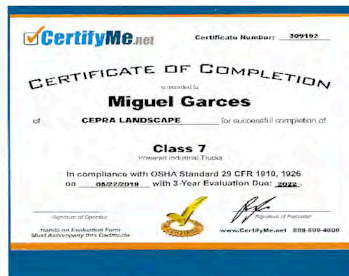 CertifyMe.net
Certificate Number: 309192
CERTIFICATE OF COMPLETION
is awarded to
Miguel Garces
of CEPRA LANDSCAPE for successful completion of
Class 7
Powered Industrial Trucks
In compliance with OSHA Standard 29 CFR 1910, 1926
on 08/22/2019 with 3-Year Evaluation Due: 2022.
Signature of Operator
Signature of
Hands on Evaluation Form
Must Accompany this Certificate
www.CertifyMe.net 888-699-4800